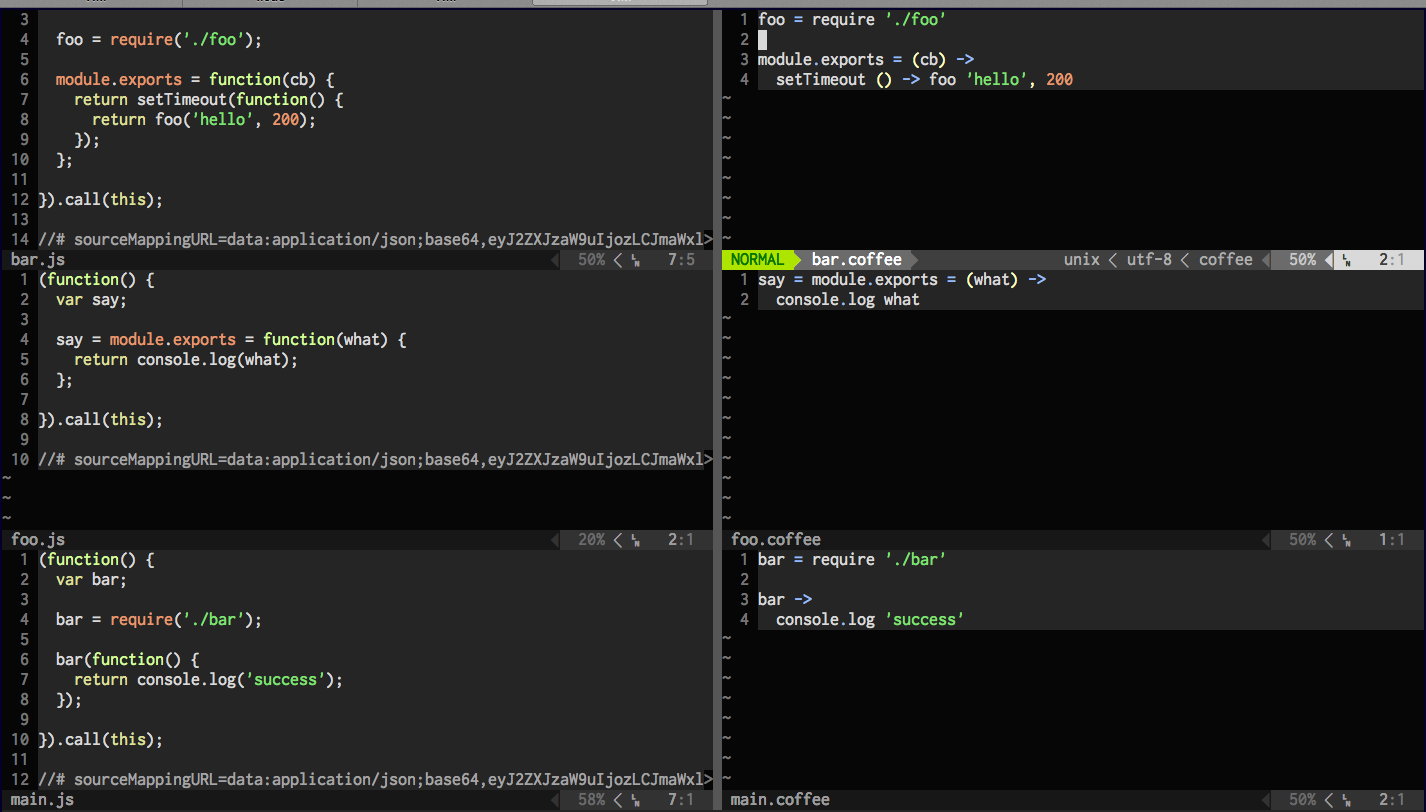 3
4   foo = require('./foo');
5
6   module.exports = function(cb) {
7     return setTimeout(function() {
8       return foo('hello', 200);
9     });
10   };
11
12 }).call(this);
13
14 //# sourceMappingURL=data:application/json;base64,eyJ2ZXJzaW9uIjozLCJmaWxl>
bar.js 50% < LN 7:5
1 (function() {
2   var say;
3
4   say = module.exports = function(what) {
5     return console.log(what);
6   };
7
8 }).call(this);
9
10 //# sourceMappingURL=data:application/json;base64,eyJ2ZXJzaW9uIjozLCJmaWxl>
~
~
~
foo.js 20% < LN 2:1
1 (function() {
2   var bar;
3
4   bar = require('./bar');
5
6   bar(function() {
7     return console.log('success');
8   });
9
10 }).call(this);
11
12 //# sourceMappingURL=data:application/json;base64,eyJ2ZXJzaW9uIjozLCJmaWxl>
main.js 58% < LN 7:1
1 foo = require './foo'
2
3 module.exports = (cb) ->
4   setTimeout () -> foo 'hello', 200
~
~
~
~
~
~
~
~
NORMAL bar.coffee unix < utf-8 < coffee 50% LN 2:1
1 say = module.exports = (what) ->
2   console.log what
~
~
~
~
~
~
~
~
~
~
~
foo.coffee 50% < LN 1:1
1 bar = require './bar'
2
3 bar ->
4   console.log 'success'
~
~
~
~
~
~
~
~
main.coffee 50% < LN 2:1